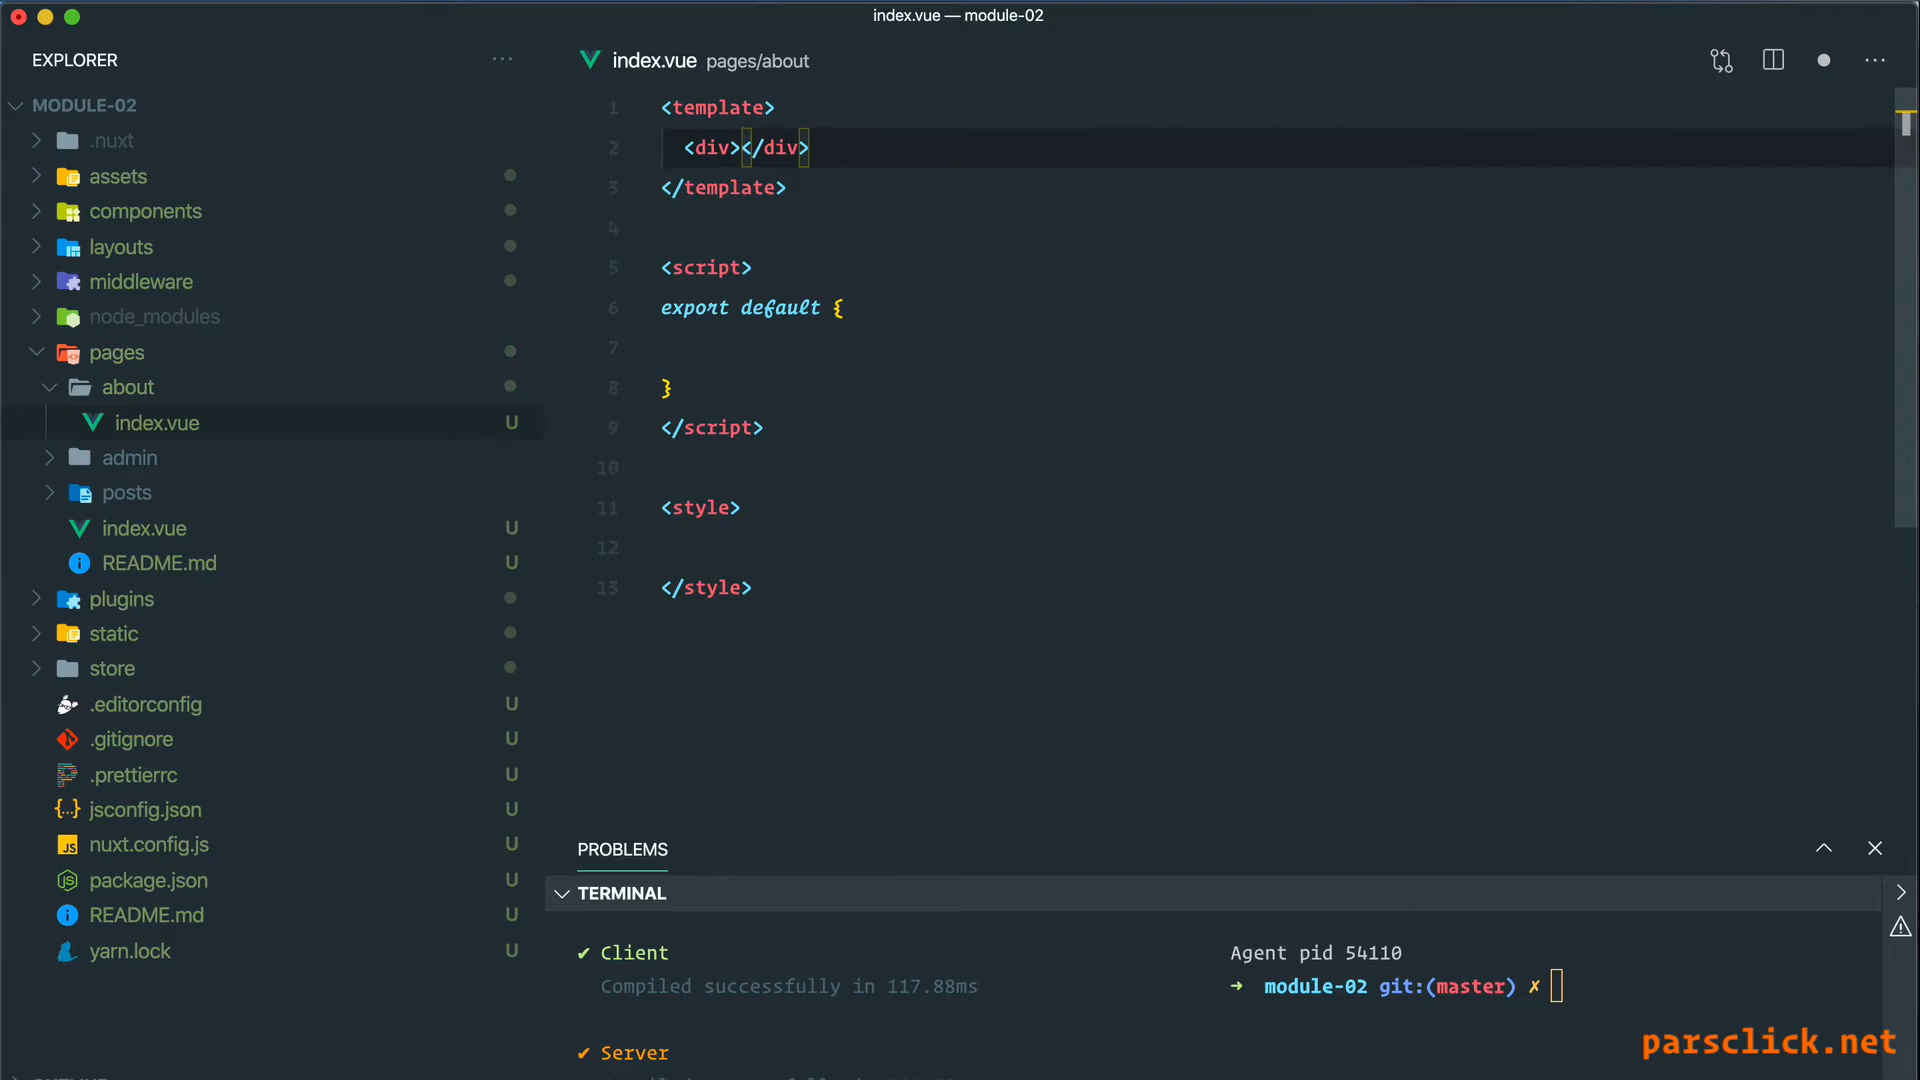 index.vue — module-02
EXPLORER
MODULE-02
.nuxt
assets
components
layouts
middleware
node_modules
pages
about
index.vue U
admin
posts
index.vue U
README.md U
plugins
static
store
.editorconfig U
.gitignore U
.prettierrc U
jsconfig.json U
nuxt.config.js U
package.json U
README.md U
yarn.lock U
index.vue pages/about
1 <template>
2 <div></div>
3 </template>
4
5 <script>
6 export default {
7
8 }
9 </script>
10
11 <style>
12
13 </style>
PROBLEMS
TERMINAL
✔ Client
Compiled successfully in 117.88ms
✔ Server
Agent pid 54110
➜ module-02 git:(master) ✗
parsclick.net